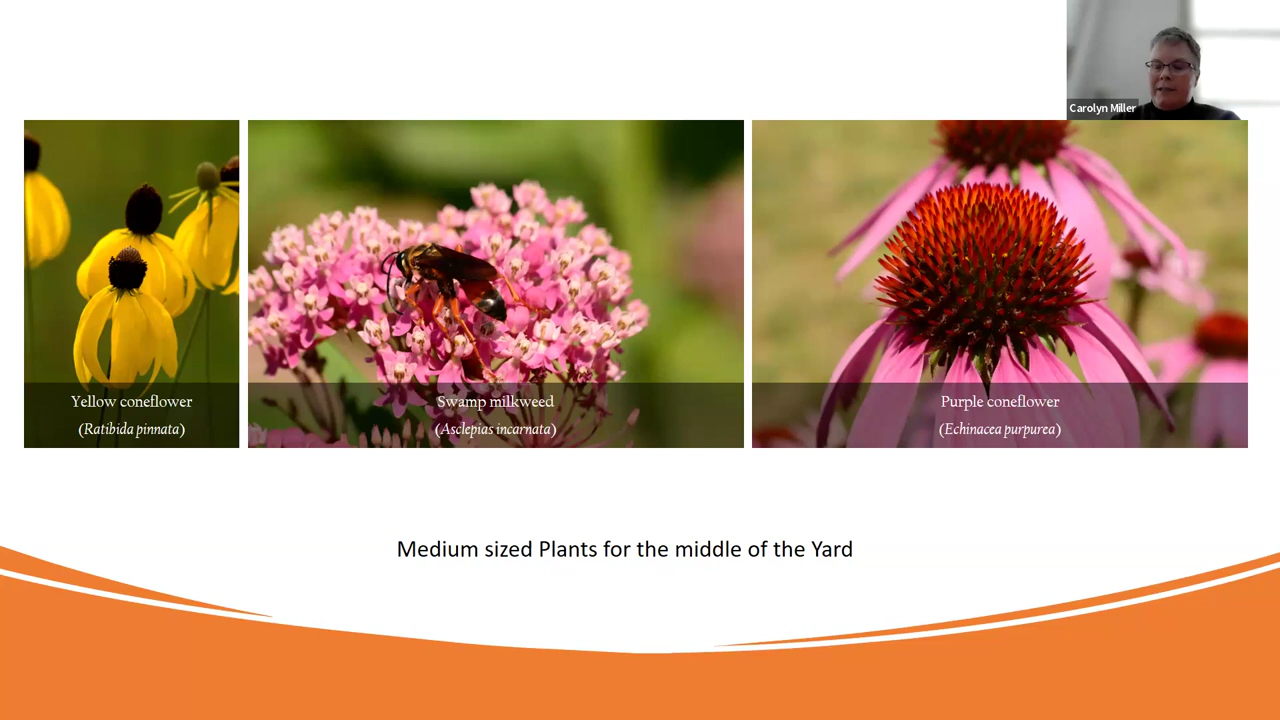 Carolyn Miller
Yellow coneflower
(Ratibida pinnata)
Swamp milkweed
(Asclepias incarnata)
Purple coneflower
(Echinacea purpurea)
Medium sized Plants for the middle of the Yard